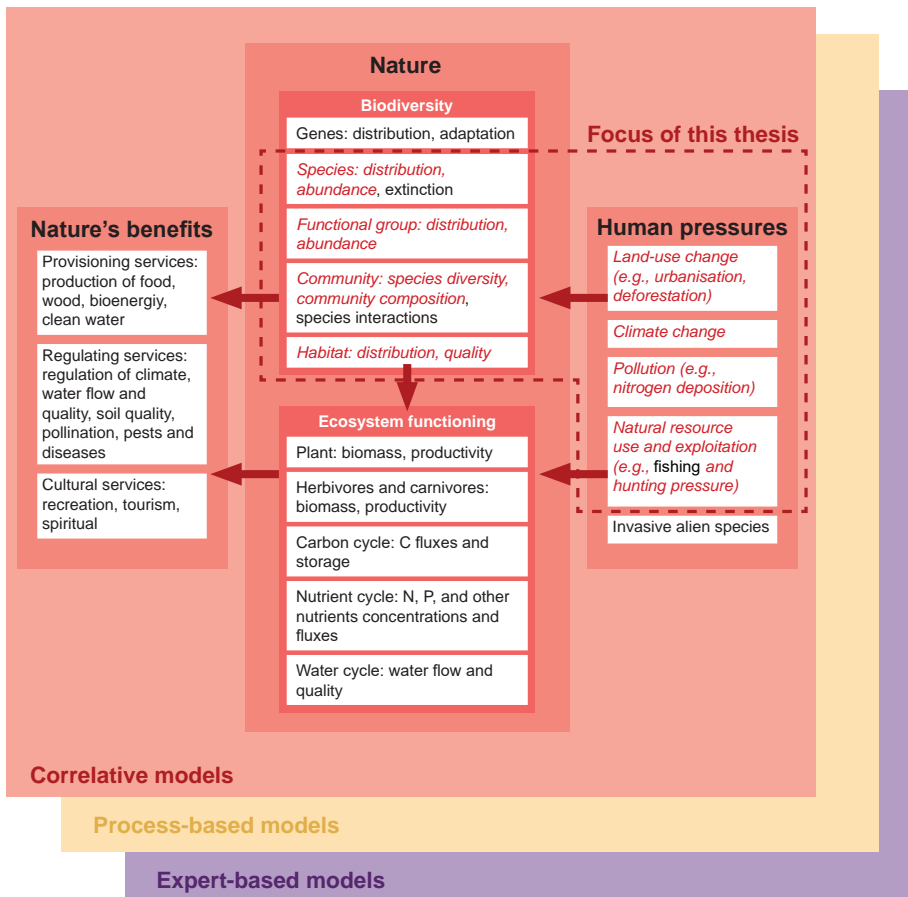 Nature
Biodiversity
Genes: distribution, adaptation
Focus of this thesis
Species: distribution,
abundance, extinction
Functional group: distribution,
abundance
Community: species diversity,
community composition,
species interactions
Habitat: distribution, quality
Nature's benefits
Provisioning services:
production of food,
wood, bioenergiy,
clean water
Regulating services:
regulation of climate,
water flow and
quality, soil quality,
pollination, pests and
diseases
Cultural services:
recreation, tourism,
spiritual
Human pressures
Land-use change
(e.g., urbanisation,
deforestation)
Climate change
Pollution (e.g.,
nitrogen deposition)
Natural resource
use and exploitation
(e.g., fishing and
hunting pressure)
Invasive alien species
Ecosystem functioning
Plant: biomass, productivity
Herbivores and carnivores:
biomass, productivity
Carbon cycle: C fluxes and
storage
Nutrient cycle: N, P, and other
nutrients concentrations and
fluxes
Water cycle: water flow and
quality
Correlative models
Process-based models
Expert-based models